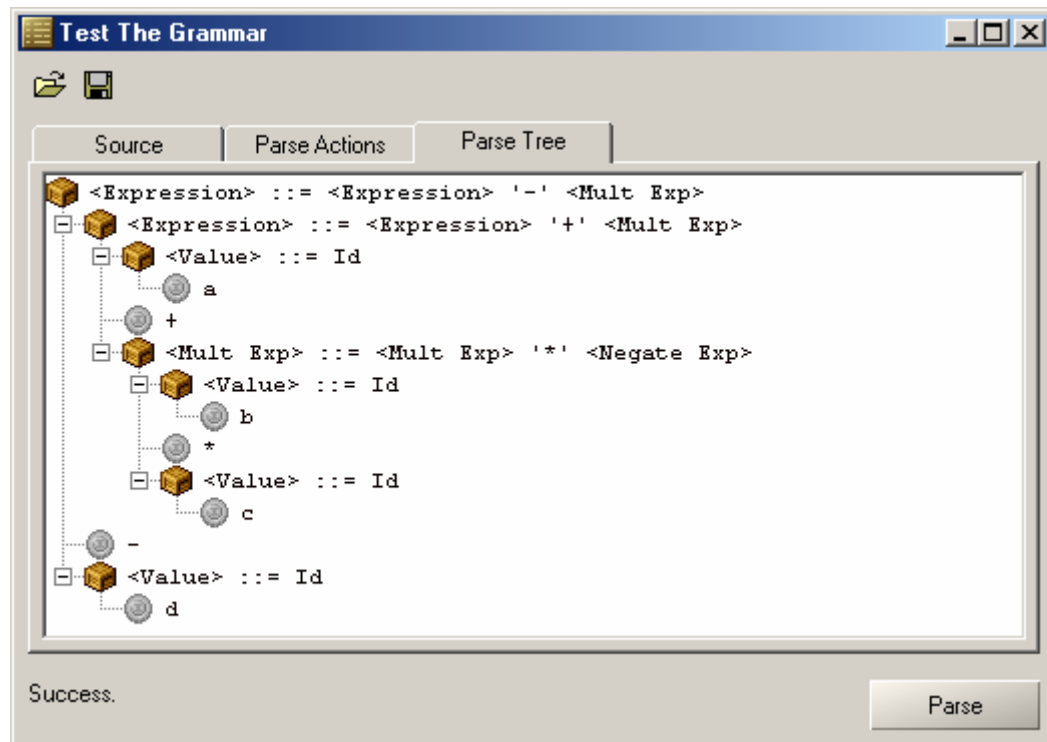 Test The Grammar
Source Parse Actions Parse Tree
<Expression> ::= <Expression> '-' <Mult Exp>
<Expression> ::= <Expression> '+' <Mult Exp>
<Value> ::= Id
a
+
<Mult Exp> ::= <Mult Exp> '*' <Negate Exp>
<Value> ::= Id
b
*
<Value> ::= Id
c
-
<Value> ::= Id
d
Success. Parse